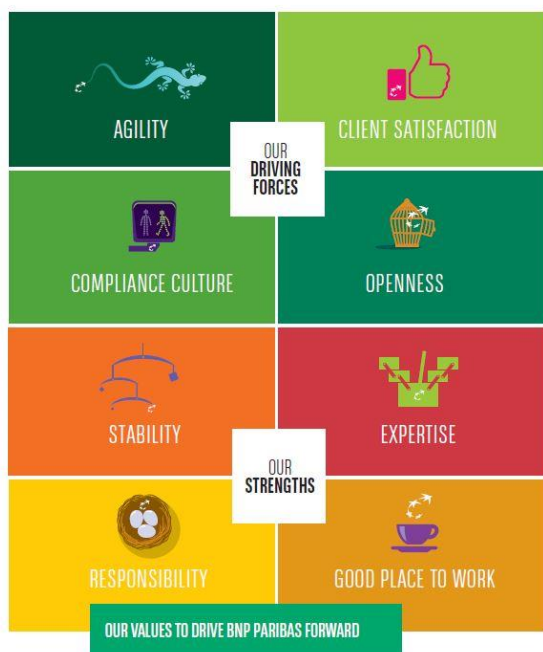 AGILITY
CLIENT SATISFACTION
OUR
DRIVING
FORCES
COMPLIANCE CULTURE
OPENNESS
STABILITY
EXPERTISE
OUR
STRENGTHS
RESPONSIBILITY
GOOD PLACE TO WORK
OUR VALUES TO DRIVE BNP PARIBAS FORWARD